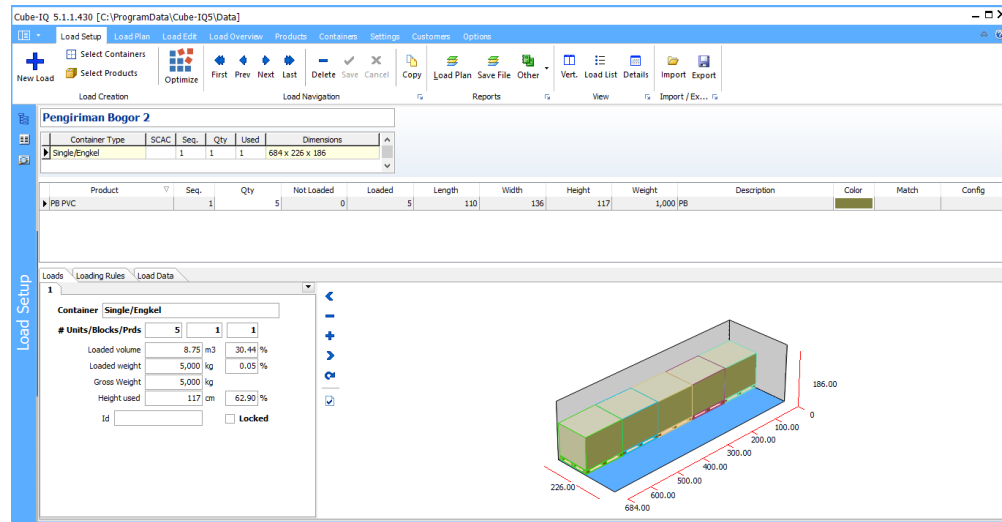 Cube-IQ 5.1.1.430 [C:\ProgramData\Cube-IQ5\Data]
Load Setup Load Plan Load Edit Load Overview Products Containers Settings Customers Options
New Load
Select Containers
Select Products
Optimize
First Prev Next Last
Delete Save Cancel
Copy
Load Plan Save File Other
Vert. Load List Details
Import Export
Load Creation Load Navigation Reports View Import / Ex...
Pengiriman Bogor 2
Container Type SCAC Seq. Qty Used Dimensions
Single/Engkel 1 1 1 684 x 226 x 186
Product Seq. Qty Not Loaded Loaded Length Width Height Weight Description Color Match Config
PB PVC 1 5 0 5 110 136 117 1,000 PB
Load Setup
Loads Loading Rules Load Data
1
Container Single/Engkel
# Units/Blocks/Prds 5 1 1
Loaded volume 8.75 m3 30.44 %
Loaded weight 5,000 kg 0.05 %
Gross Weight 5,000 kg
Height used 117 cm 62.90 %
Id Locked
186.00
0
100.00
200.00
300.00
400.00
500.00
600.00
684.00
226.00